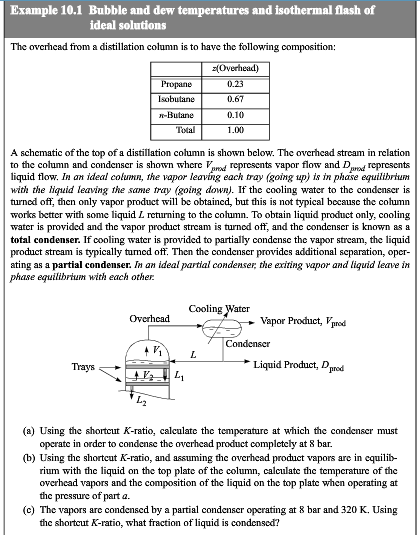 Example 10.1 Bubble and dew temperatures and isothermal flash of
ideal solutions
The overhead from a distillation column is to have the following composition:
z(Overhead)
Propane 0.23
Isobutane 0.67
n-Butane 0.10
Total 1.00
A schematic of the top of a distillation column is shown below. The overhead stream in relation
to the column and condenser is shown where Vprod represents vapor flow and Dprod represents
liquid flow. In an ideal column, the vapor leaving each tray (going up) is in phase equilibrium
with the liquid leaving the same tray (going down). If the cooling water to the condenser is
turned off, then only vapor product will be obtained, but this is not typical because the column
works better with some liquid L returning to the column. To obtain liquid product only, cooling
water is provided and the vapor product stream is turned off, and the condenser is known as a
total condenser. If cooling water is provided to partially condense the vapor stream, the liquid
product stream is typically turned off. Then the condenser provides additional separation, oper-
ating as a partial condenser. In an ideal partial condenser, the exiting vapor and liquid leave in
phase equilibrium with each other.
Cooling Water
Overhead
Vapor Product, Vprod
Condenser
V1
L
Liquid Product, Dprod
Trays
V2
L1
L2
(a) Using the shortcut K-ratio, calculate the temperature at which the condenser must
operate in order to condense the overhead product completely at 8 bar.
(b) Using the shortcut K-ratio, and assuming the overhead product vapors are in equilib-
rium with the liquid on the top plate of the column, calculate the temperature of the
overhead vapors and the composition of the liquid on the top plate when operating at
the pressure of part a.
(c) The vapors are condensed by a partial condenser operating at 8 bar and 320 K. Using
the shortcut K-ratio, what fraction of liquid is condensed?